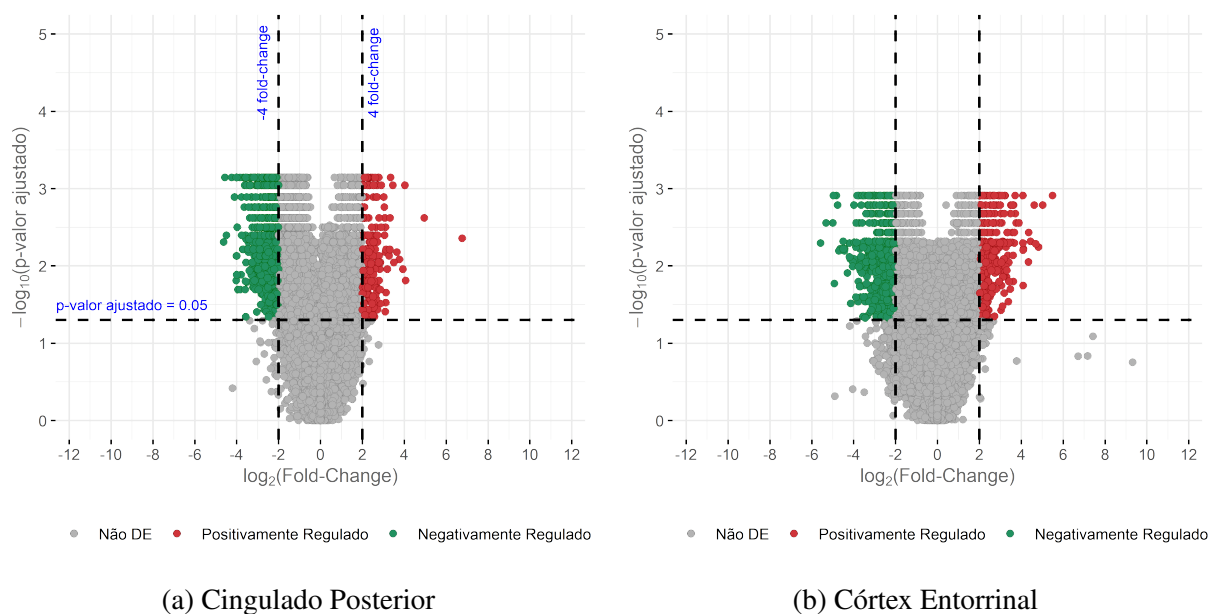 -4 fold-change
4 fold-change
5
4
3
2
1
0
−log10(p-valor ajustado)
p-valor ajustado = 0.05
-12 -10 -8 -6 -4 -2 0 2 4 6 8 10 12
log2(Fold-Change)
Não DE Positivamente Regulado Negativamente Regulado
(a) Cingulado Posterior
5
4
3
2
1
0
−log10(p-valor ajustado)
-12 -10 -8 -6 -4 -2 0 2 4 6 8 10 12
log2(Fold-Change)
Não DE Positivamente Regulado Negativamente Regulado
(b) Córtex Entorrinal